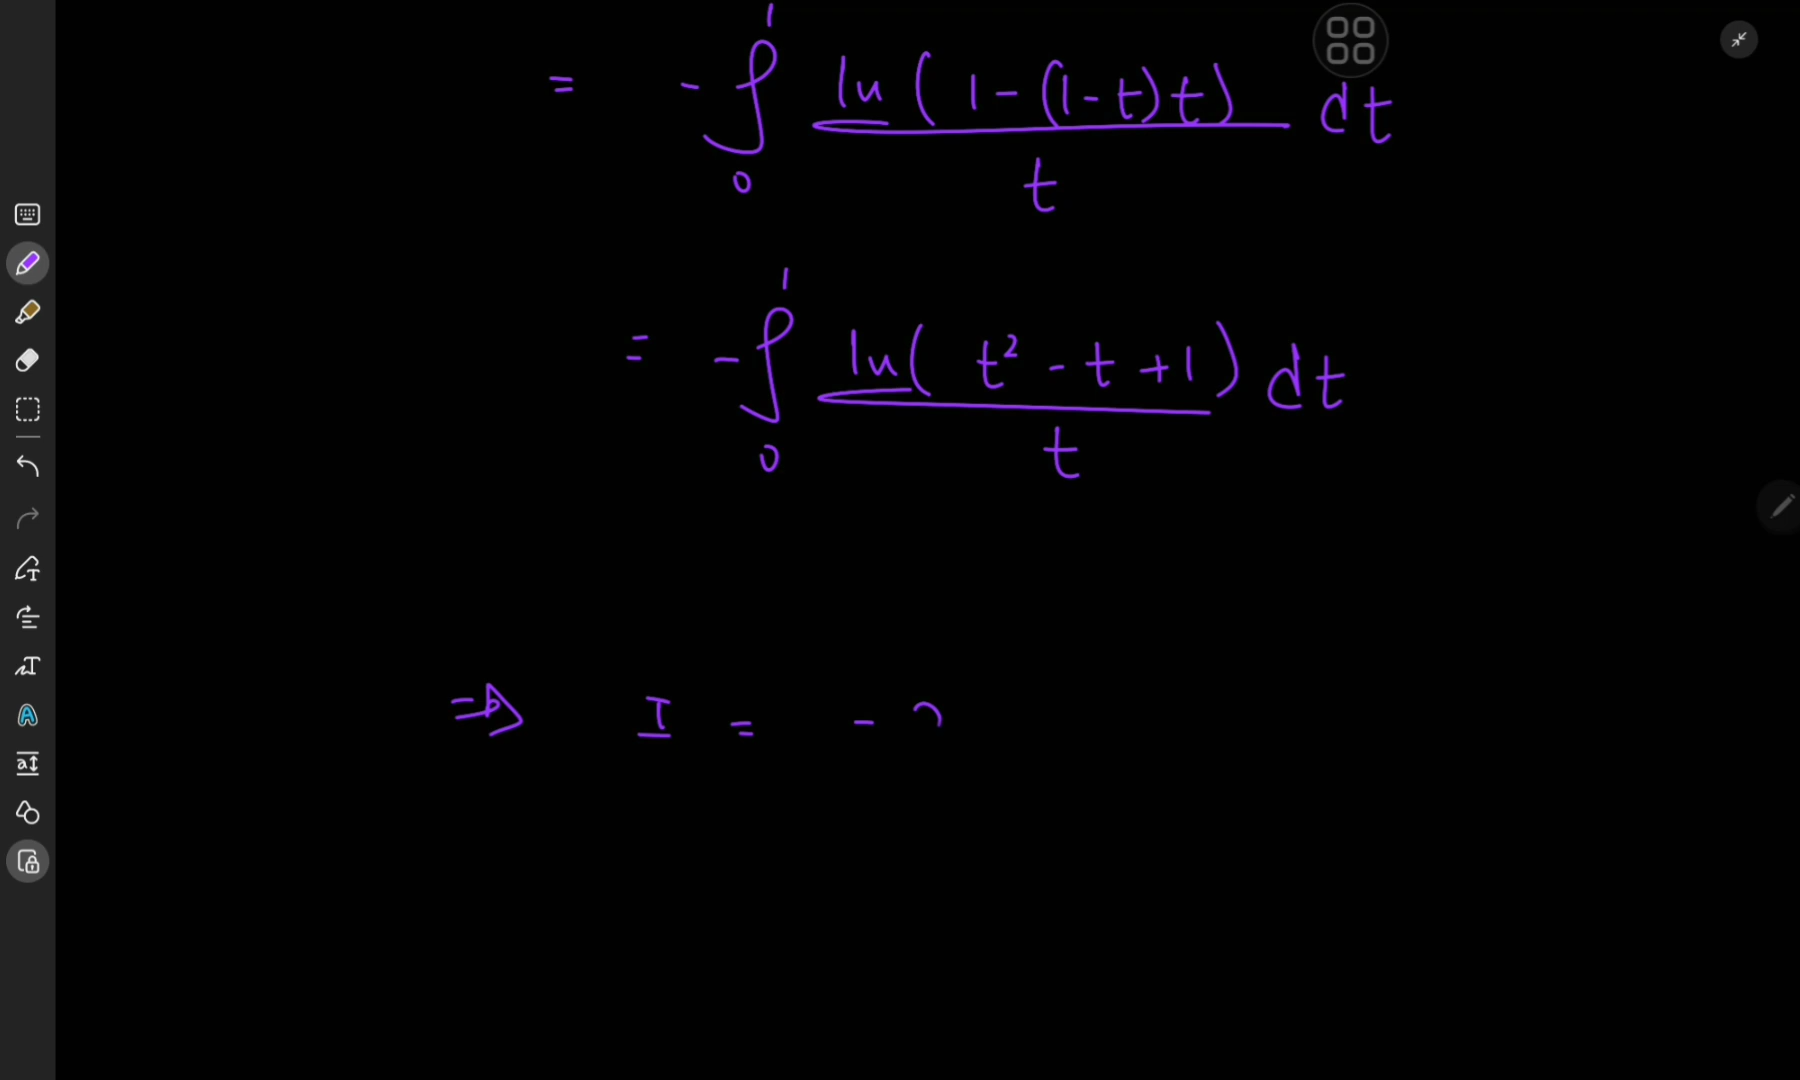 = - ∫₀¹ ln(1-(1-t)t)/t dt
= - ∫₀¹ ln(t²-t+1)/t dt
⇒ I = -